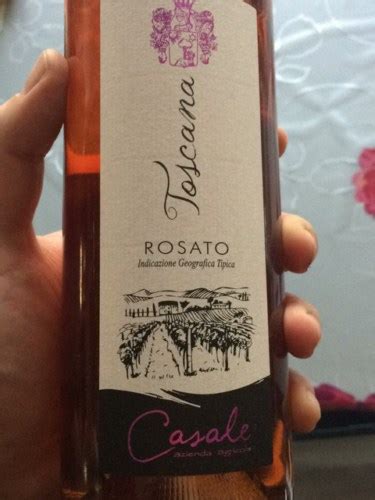 Toscana
ROSATO
Indicazione Geografica Tipica
Casale
azienda agricola